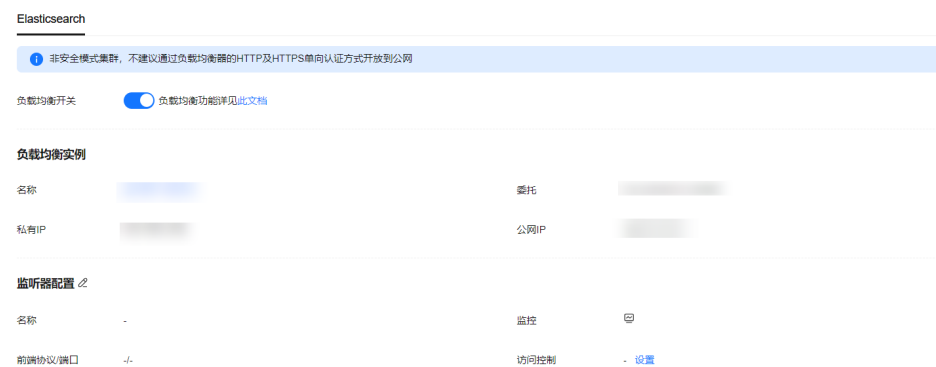 Elasticsearch
非安全模式集群，不建议通过负载均衡器的HTTP及HTTPS单向认证方式开放到公网
负载均衡开关 负载均衡功能详见此文档
负载均衡实例
名称 委托
私有IP 公网IP
监听器配置
名称 - 监控
前端协议/端口 -/- 访问控制 - 设置